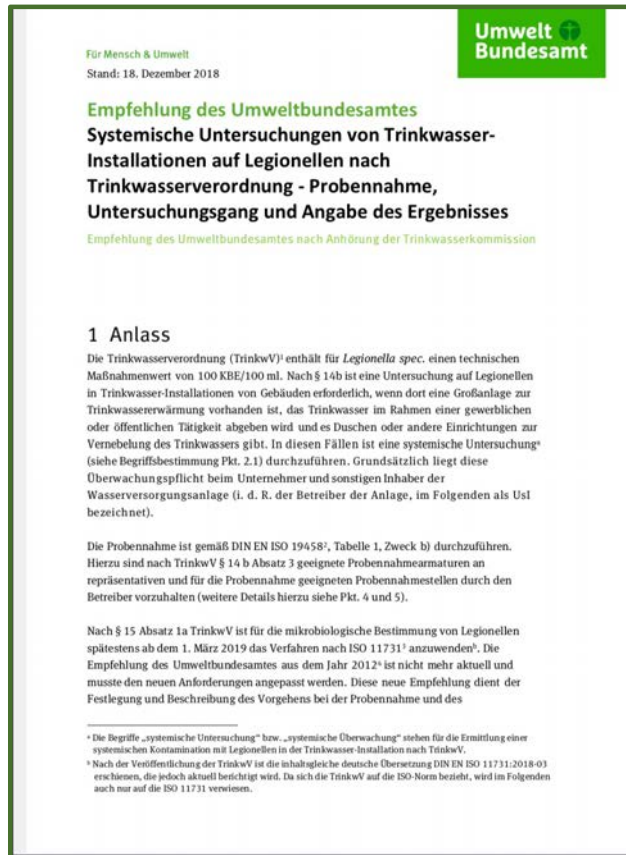 Umwelt
Bundesamt
Für Mensch & Umwelt
Stand: 18. Dezember 2018
Empfehlung des Umweltbundesamtes
Systemische Untersuchungen von Trinkwasser-
Installationen auf Legionellen nach
Trinkwasserverordnung - Probennahme,
Untersuchungsgang und Angabe des Ergebnisses
Empfehlung des Umweltbundesamtes nach Anhörung der Trinkwasserkommission
1 Anlass
Die Trinkwasserverordnung (TrinkwV)¹ enthält für Legionella spec. einen technischen
Maßnahmenwert von 100 KBE/100 ml. Nach § 14b ist eine Untersuchung auf Legionellen
in Trinkwasser-Installationen von Gebäuden erforderlich, wenn dort eine Großanlage zur
Trinkwassererwärmung vorhanden ist, das Trinkwasser im Rahmen einer gewerblichen
oder öffentlichen Tätigkeit abgeben wird und es Duschen oder andere Einrichtungen zur
Vernebelung des Trinkwassers gibt. In diesen Fällen ist eine systemische Untersuchungᵃ
(siehe Begriffsbestimmung Pkt. 2.1) durchzuführen. Grundsätzlich liegt diese
Überwachungspflicht beim Unternehmer und sonstigen Inhaber der
Wasserversorgungsanlage (i. d. R. der Betreiber der Anlage, im Folgenden als UsI
bezeichnet).
Die Probennahme ist gemäß DIN EN ISO 19458², Tabelle 1, Zweck b) durchzuführen.
Hierzu sind nach TrinkwV § 14 b Absatz 3 geeignete Probennahmearmaturen an
repräsentativen und für die Probennahme geeigneten Probennahmestellen durch den
Betreiber vorzuhalten (weitere Details hierzu siehe Pkt. 4 und 5).
Nach § 15 Absatz 1a TrinkwV ist für die mikrobiologische Bestimmung von Legionellen
spätestens ab dem 1. März 2019 das Verfahren nach ISO 11731³ anzuwendenᵇ. Die
Empfehlung des Umweltbundesamtes aus dem Jahr 2012⁴ ist nicht mehr aktuell und
musste den neuen Anforderungen angepasst werden. Diese neue Empfehlung dient der
Festlegung und Beschreibung des Vorgehens bei der Probennahme und des
ᵃ Die Begriffe „systemische Untersuchung" bzw. „systemische Überwachung" stehen für die Ermittlung einer
systemischen Kontamination mit Legionellen in der Trinkwasser-Installation nach TrinkwV.
ᵇ Nach der Veröffentlichung der TrinkwV ist die inhaltsgleiche deutsche Übersetzung DIN EN ISO 11731:2018-03
erschienen, die jedoch aktuell berichtigt wird. Da sich die TrinkwV auf die ISO-Norm bezieht, wird im Folgenden
auch nur auf die ISO 11731 verwiesen.